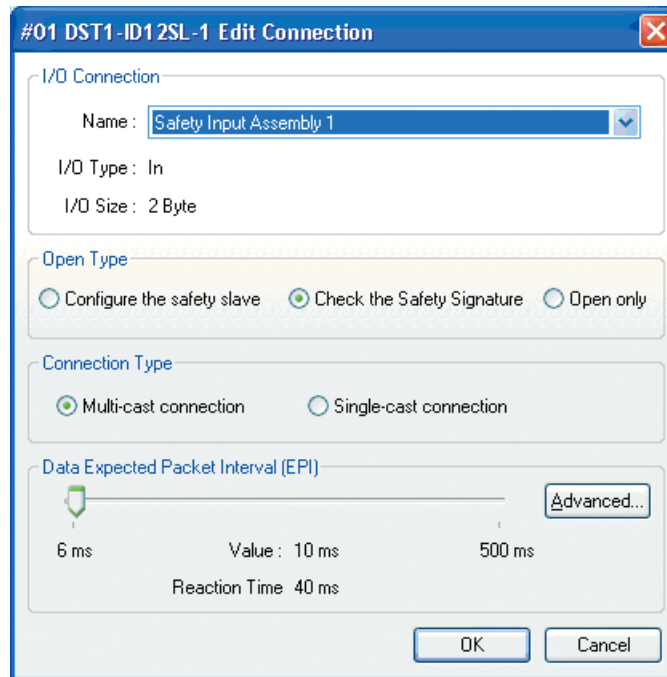 #01 DST1-ID12SL-1 Edit Connection
I/O Connection
Name : Safety Input Assembly 1
I/O Type : In
I/O Size : 2 Byte
Open Type
Configure the safety slave Check the Safety Signature Open only
Connection Type
Multi-cast connection Single-cast connection
Data Expected Packet Interval (EPI)
Advanced...
6 ms Value : 10 ms 500 ms
Reaction Time 40 ms
OK Cancel